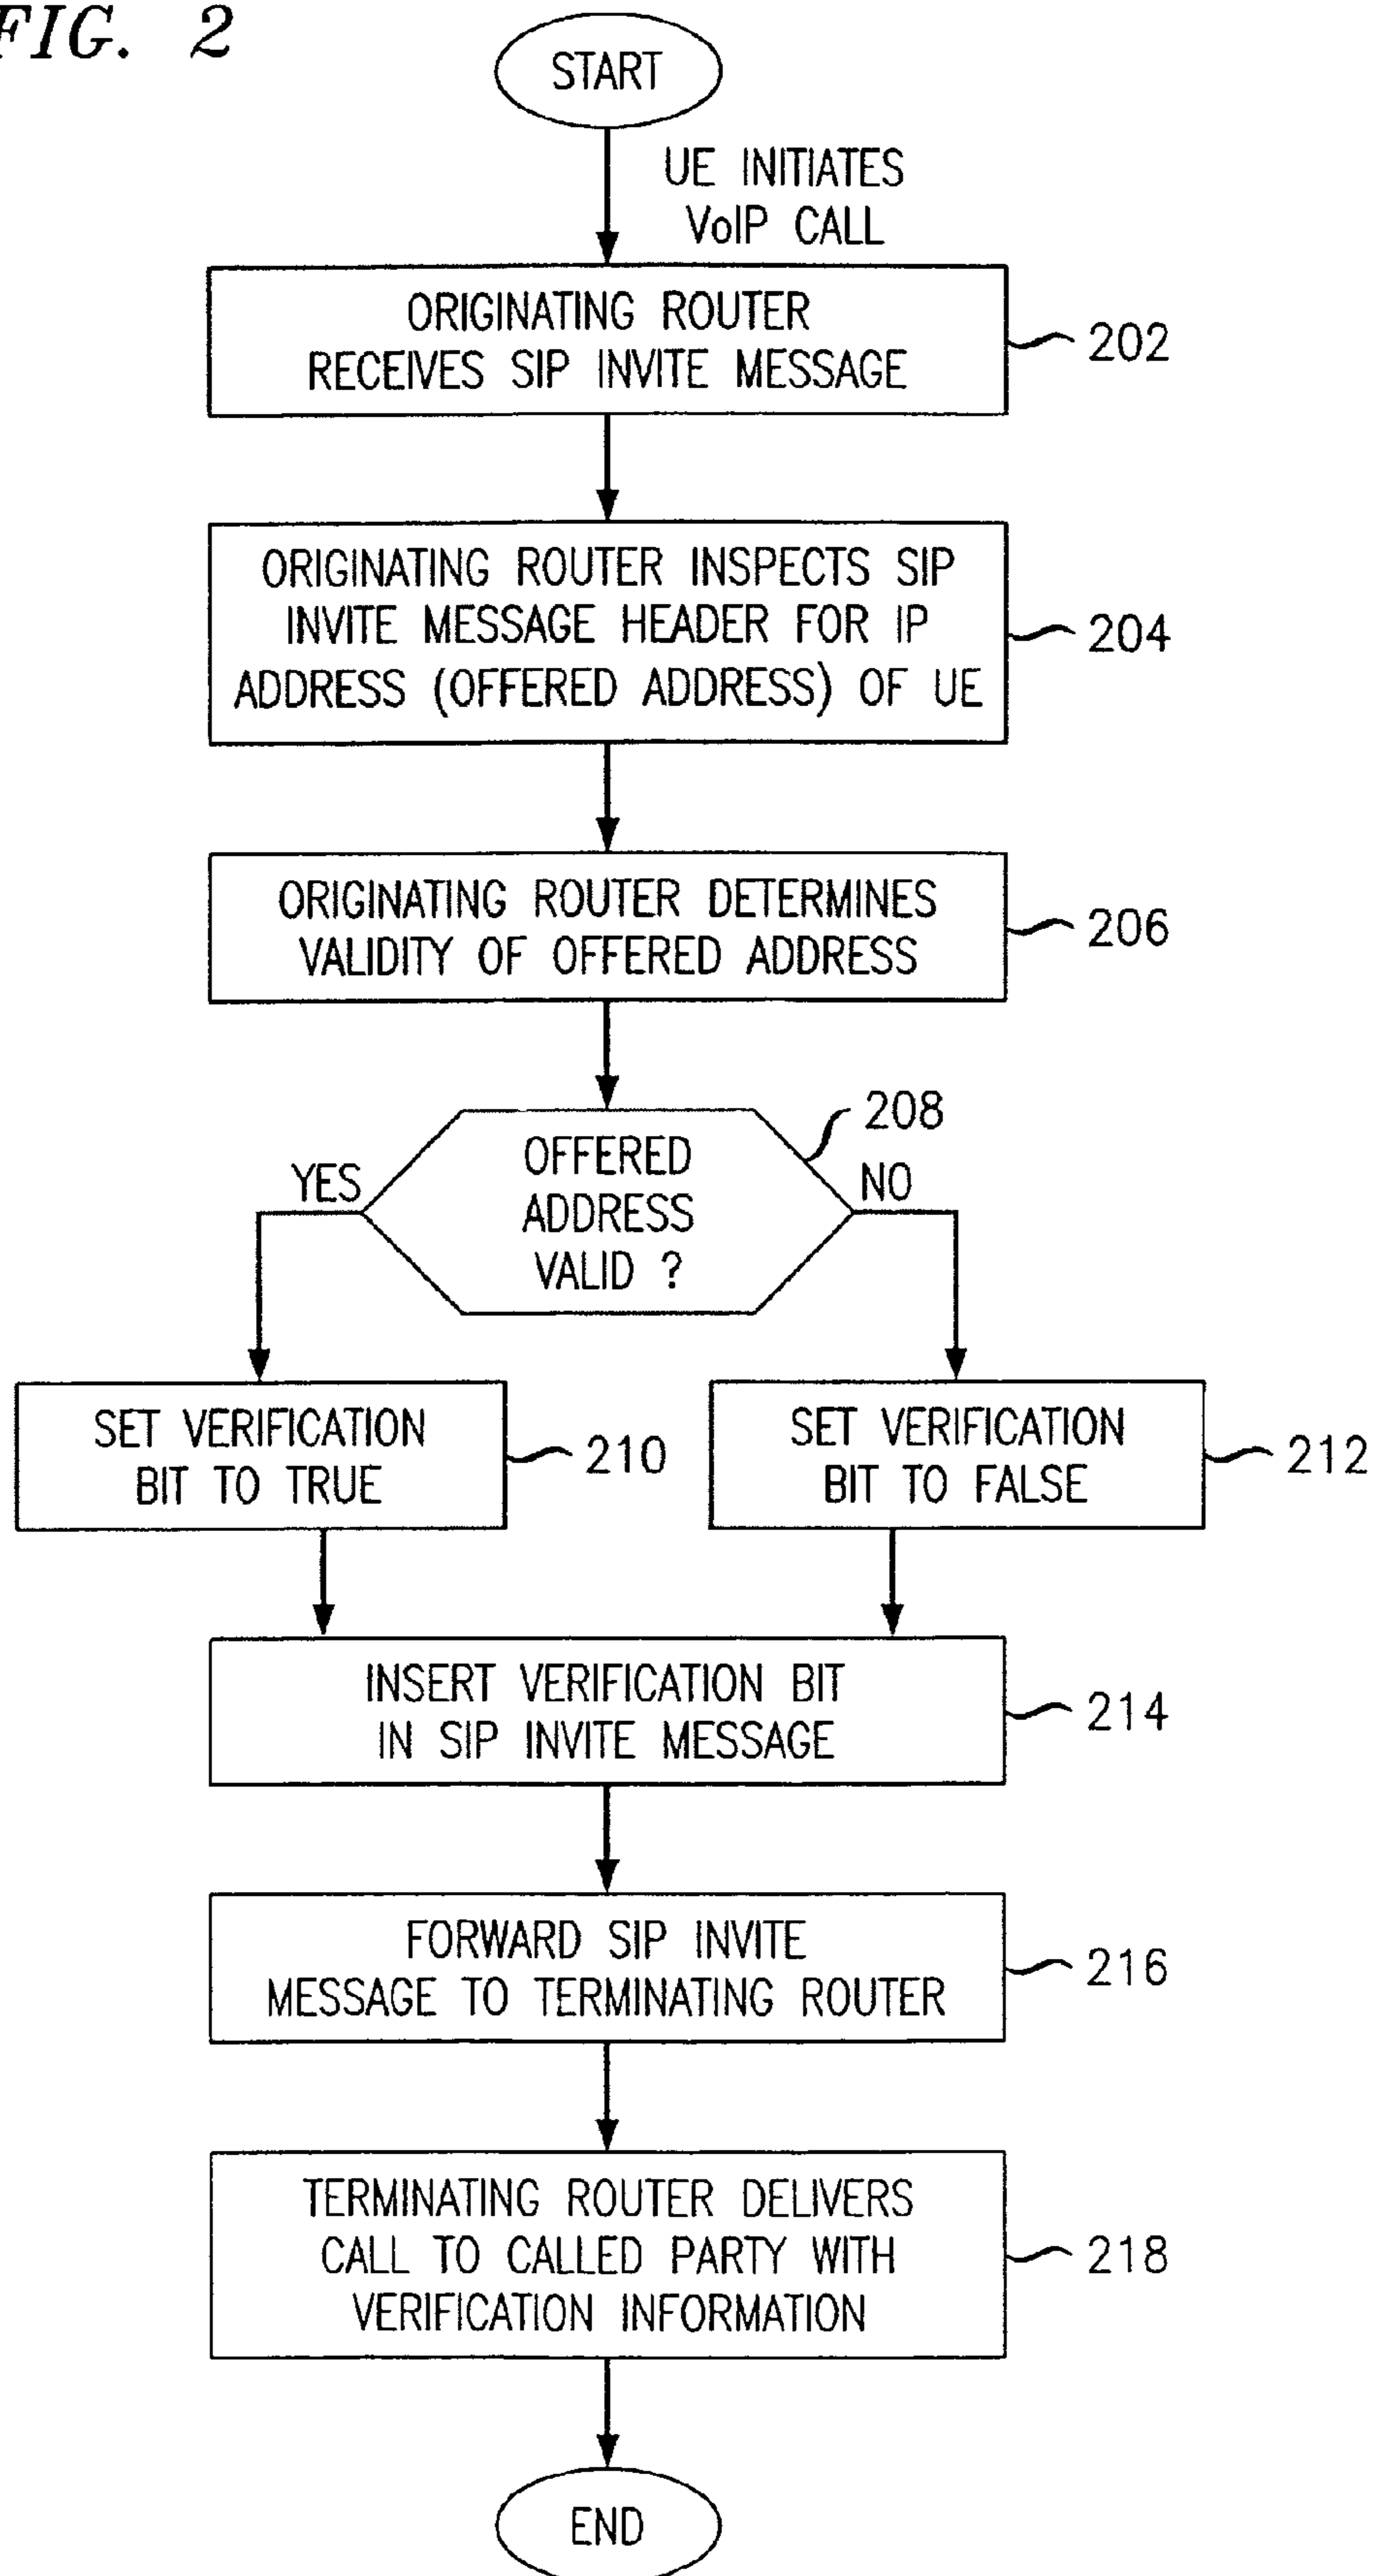 FIG. 2
START
UE INITIATES
VoIP CALL
ORIGINATING ROUTER
RECEIVES SIP INVITE MESSAGE
202
ORIGINATING ROUTER INSPECTS SIP
INVITE MESSAGE HEADER FOR IP
ADDRESS (OFFERED ADDRESS) OF UE
204
ORIGINATING ROUTER DETERMINES
VALIDITY OF OFFERED ADDRESS
206
208
OFFERED
ADDRESS
VALID ?
YES
NO
SET VERIFICATION
BIT TO TRUE
210
SET VERIFICATION
BIT TO FALSE
212
INSERT VERIFICATION BIT
IN SIP INVITE MESSAGE
214
FORWARD SIP INVITE
MESSAGE TO TERMINATING ROUTER
216
TERMINATING ROUTER DELIVERS
CALL TO CALLED PARTY WITH
VERIFICATION INFORMATION
218
END